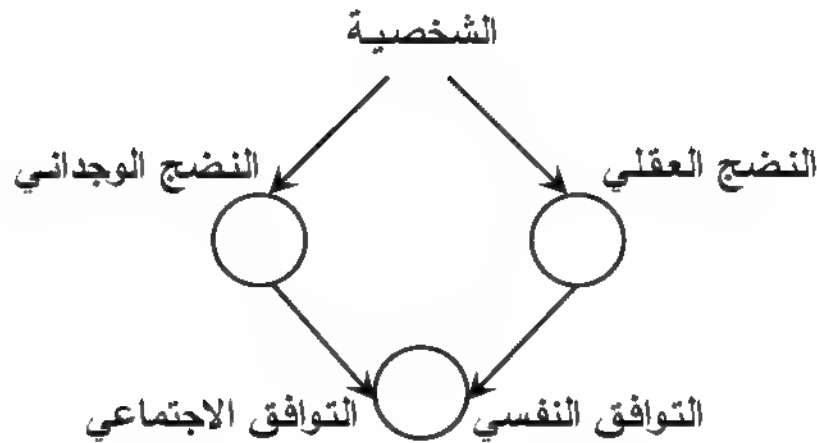 الشخصية
النضج العقلي
النضج الوجداني
التوافق النفسي
التوافق الاجتماعي